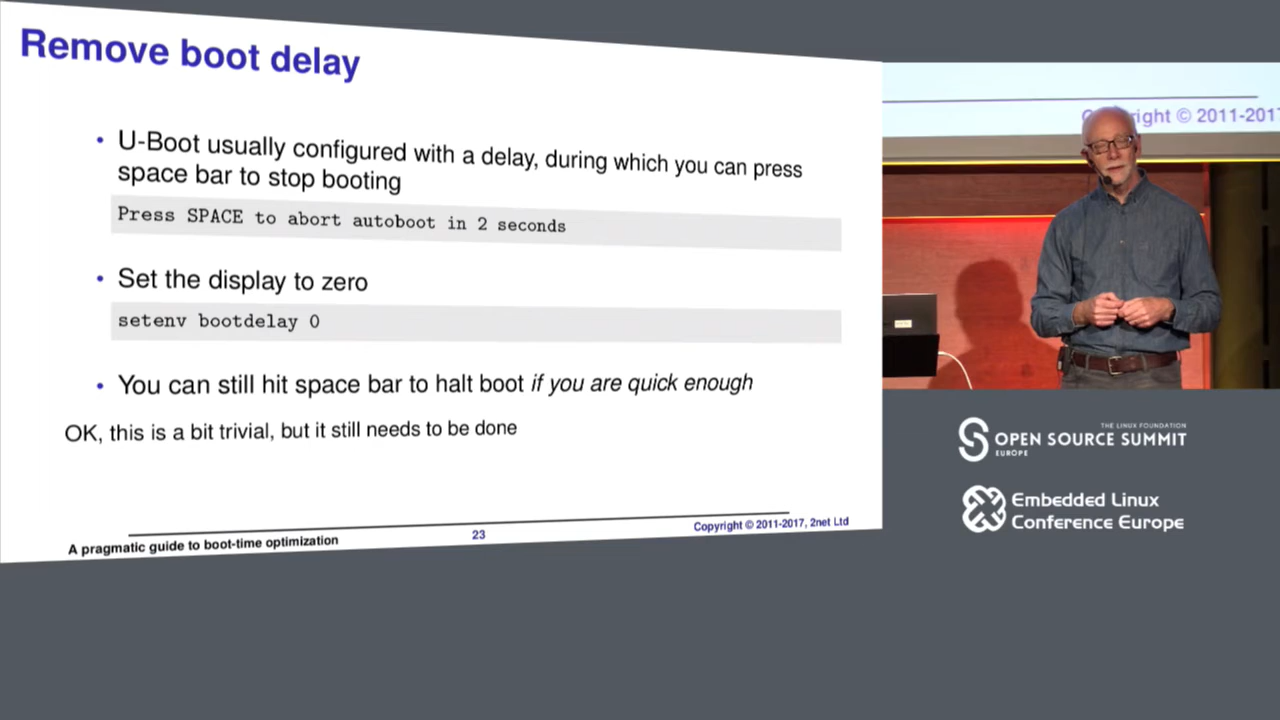 Remove boot delay
• U-Boot usually configured with a delay, during which you can press
space bar to stop booting
Press SPACE to abort autoboot in 2 seconds
• Set the display to zero
setenv bootdelay 0
• You can still hit space bar to halt boot if you are quick enough
OK, this is a bit trivial, but it still needs to be done
A pragmatic guide to boot-time optimization
23
Copyright © 2011-2017, 2net Ltd
Copyright © 2011-2017
THE LINUX FOUNDATION
OPEN SOURCE SUMMIT
EUROPE
Embedded Linux
Conference Europe